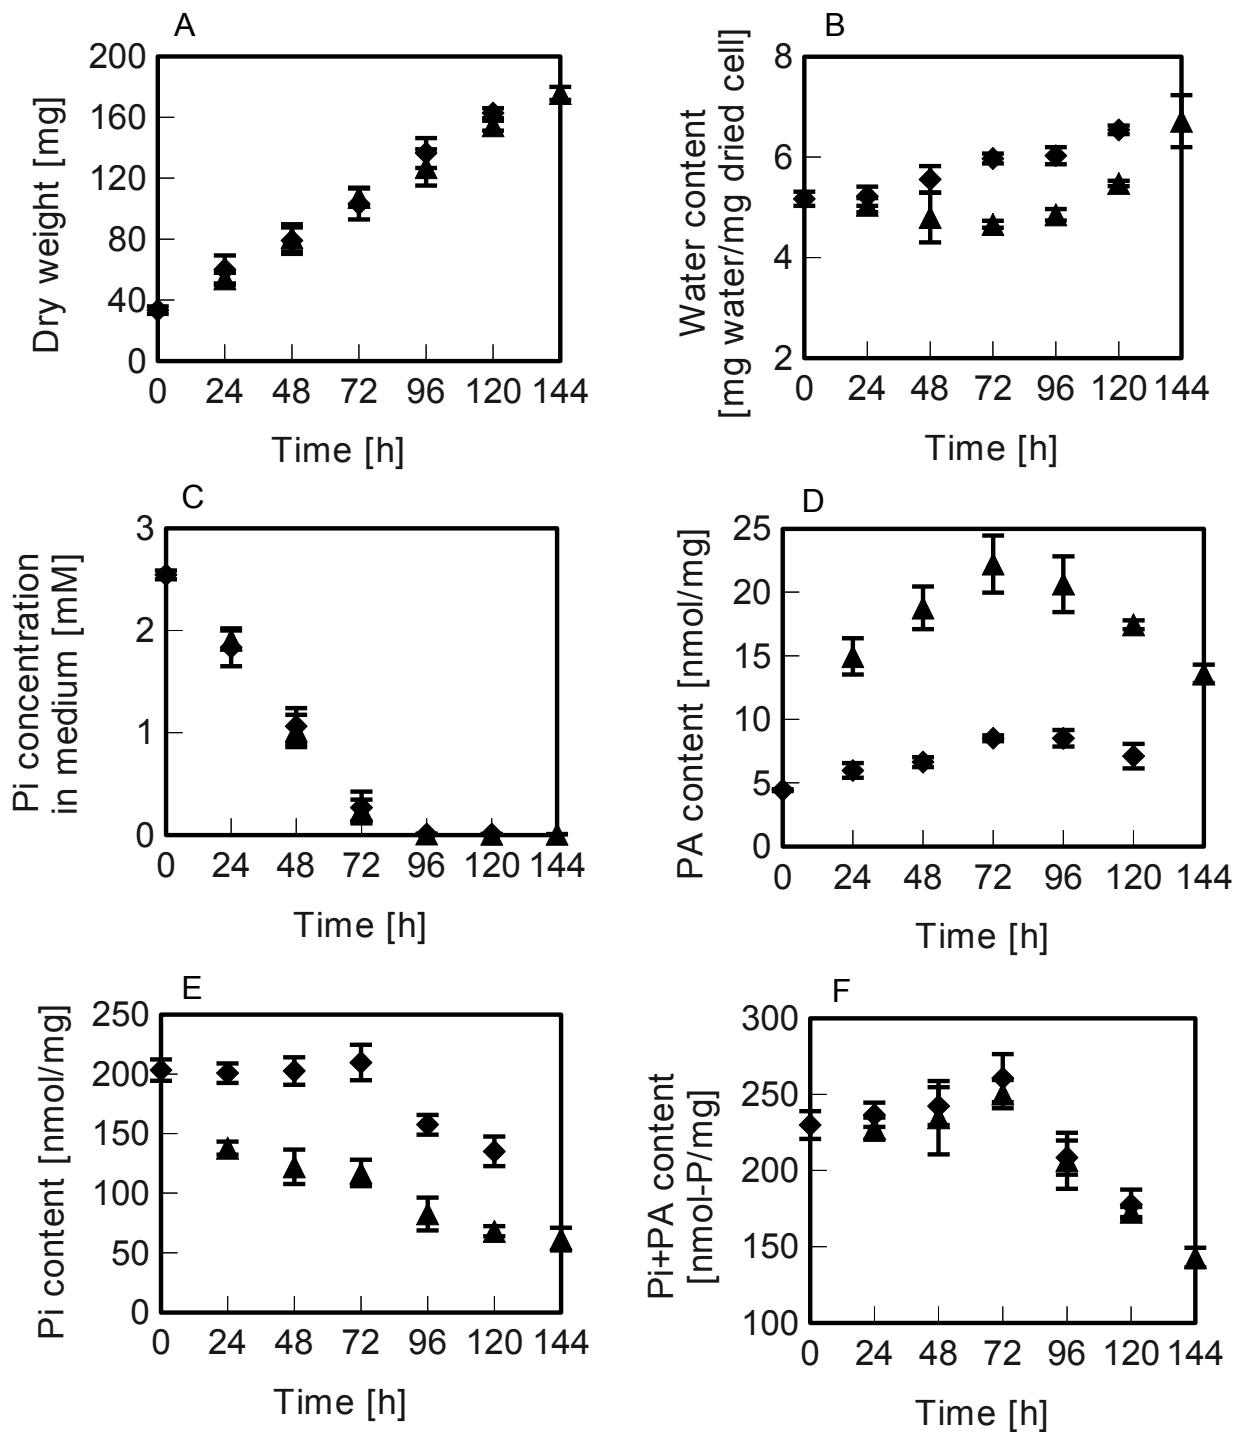 A
Dry weight [mg]
200
160
120
80
40
0
0 24 48 72 96 120 144
Time [h]
B
Water content
[mg water/mg dried cell]
8
6
4
2
0 24 48 72 96 120 144
Time [h]
C
Pi concentration
in medium [mM]
3
2
1
0
0 24 48 72 96 120 144
Time [h]
D
PA content [nmol/mg]
25
20
15
10
5
0
0 24 48 72 96 120 144
Time [h]
E
Pi content [nmol/mg]
250
200
150
100
50
0
0 24 48 72 96 120 144
Time [h]
F
Pi+PA content
[nmol-P/mg]
300
250
200
150
100
0 24 48 72 96 120 144
Time [h]